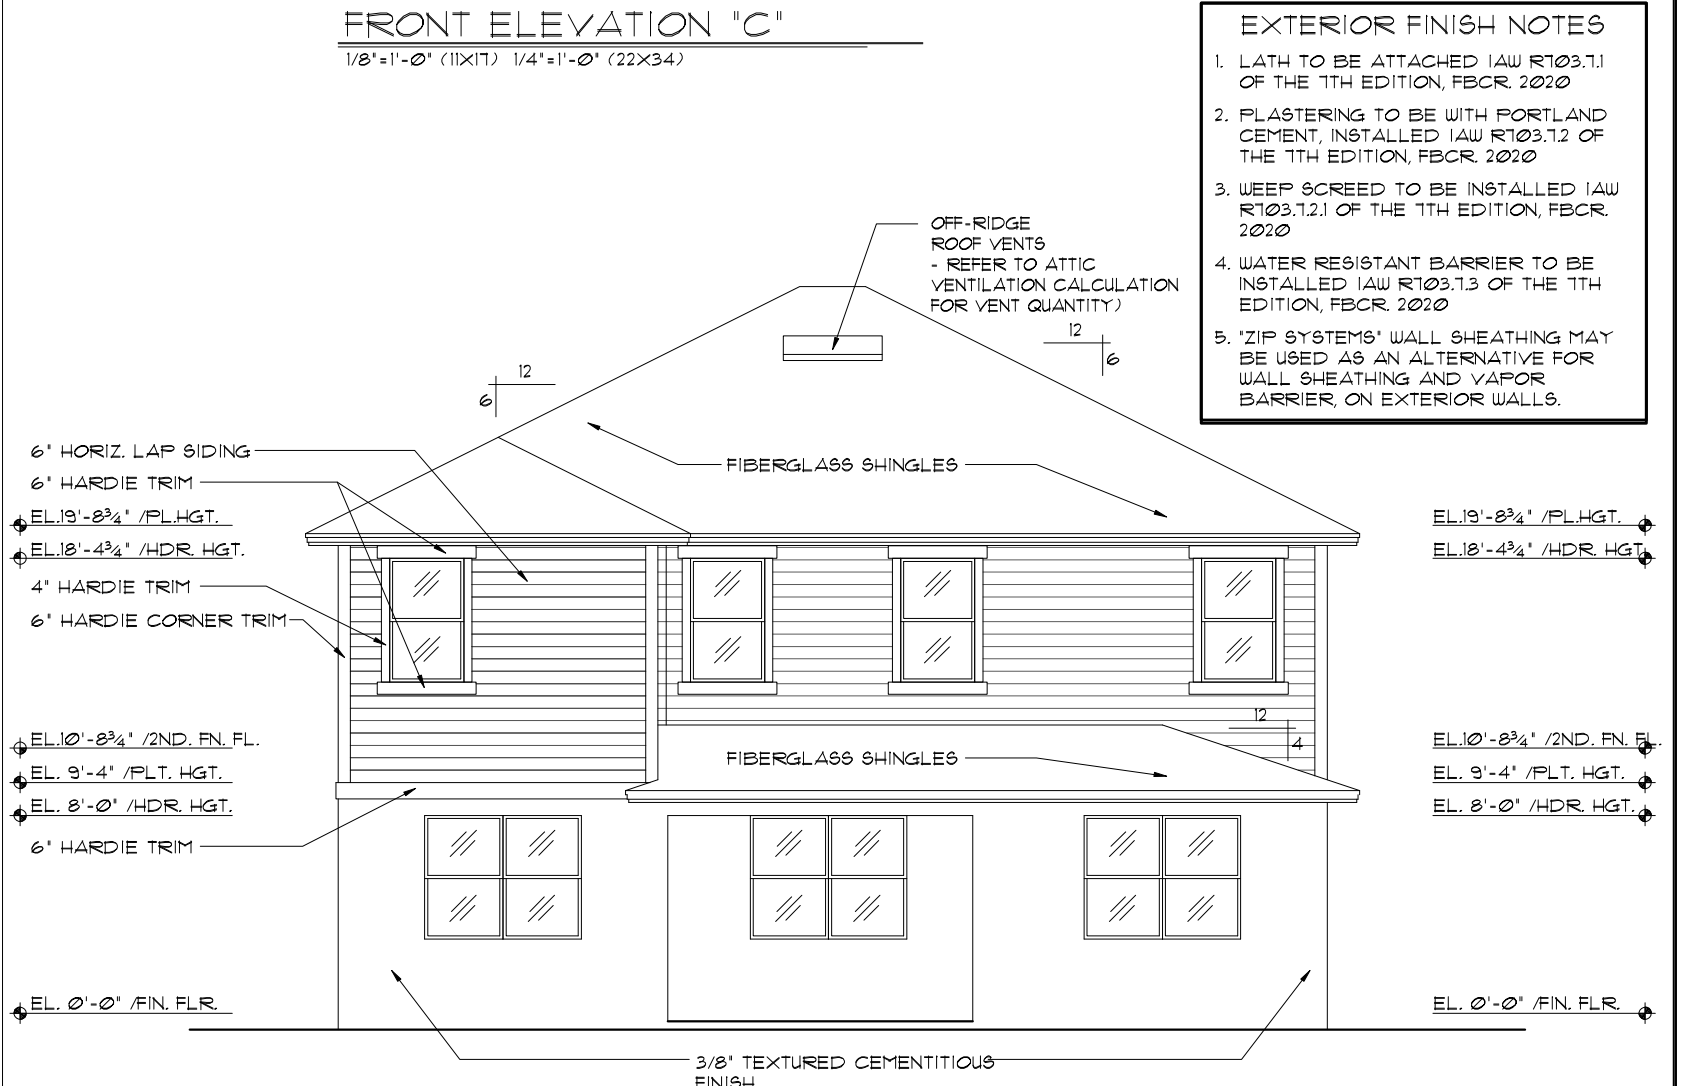 FRONT ELEVATION "C"
1/8"=1'-0" (11X17) 1/4"=1'-0" (22X34)
EXTERIOR FINISH NOTES
1. LATH TO BE ATTACHED IAW R703.7.1
OF THE 7TH EDITION, FBCR. 2020
2. PLASTERING TO BE WITH PORTLAND
CEMENT, INSTALLED IAW R703.7.2 OF
THE 7TH EDITION, FBCR. 2020
3. WEEP SCREED TO BE INSTALLED IAW
R703.7.2.1 OF THE 7TH EDITION, FBCR.
2020
4. WATER RESISTANT BARRIER TO BE
INSTALLED IAW R703.7.3 OF THE 7TH
EDITION, FBCR. 2020
5. "ZIP SYSTEMS" WALL SHEATHING MAY
BE USED AS AN ALTERNATIVE FOR
WALL SHEATHING AND VAPOR
BARRIER, ON EXTERIOR WALLS.
OFF-RIDGE
ROOF VENTS
- REFER TO ATTIC
VENTILATION CALCULATION
FOR VENT QUANTITY)
12
6
12
6
6" HORIZ. LAP SIDING
6" HARDIE TRIM
EL.19'-8¾" /PL.HGT.
EL.18'-4¾" /HDR. HGT.
4" HARDIE TRIM
6" HARDIE CORNER TRIM
EL.10'-8¾" /2ND. FN. FL.
EL. 9'-4" /PLT. HGT.
EL. 8'-0" /HDR. HGT.
6" HARDIE TRIM
EL. 0'-0" /FIN. FLR.
FIBERGLASS SHINGLES
12
4
FIBERGLASS SHINGLES
EL.19'-8¾" /PL.HGT.
EL.18'-4¾" /HDR. HGT.
EL.10'-8¾" /2ND. FN. FL.
EL. 9'-4" /PLT. HGT.
EL. 8'-0" /HDR. HGT.
EL. 0'-0" /FIN. FLR.
3/8" TEXTURED CEMENTITIOUS
FINISH